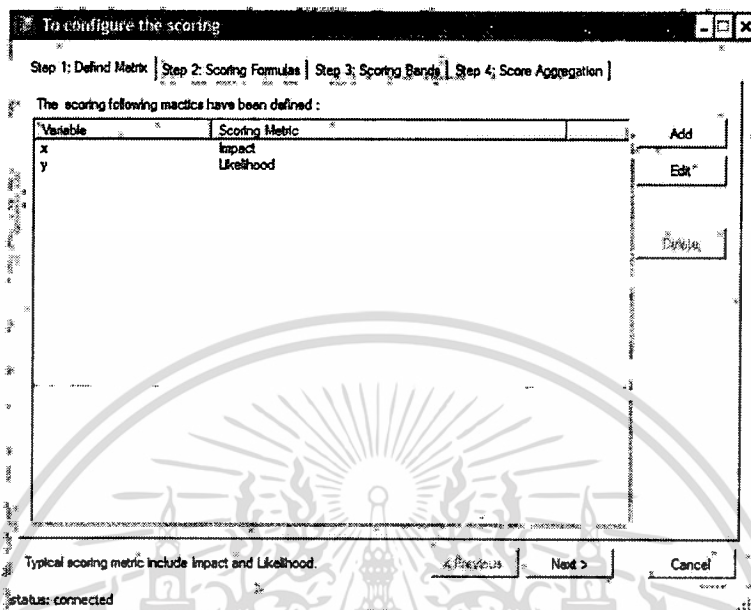 To configure the scoring
Step 1: Defind Metrix Step 2: Scoring Formulas Step 3; Scoring Bands Step 4; Score Aggregation
The scoring following mactics have been defined :
Variable Scoring Metric
x Impact
y Likelihood
Add
Edit
Delete
Typical scoring metric include Impact and Likelihood.
< Previous Next > Cancel
status: connected